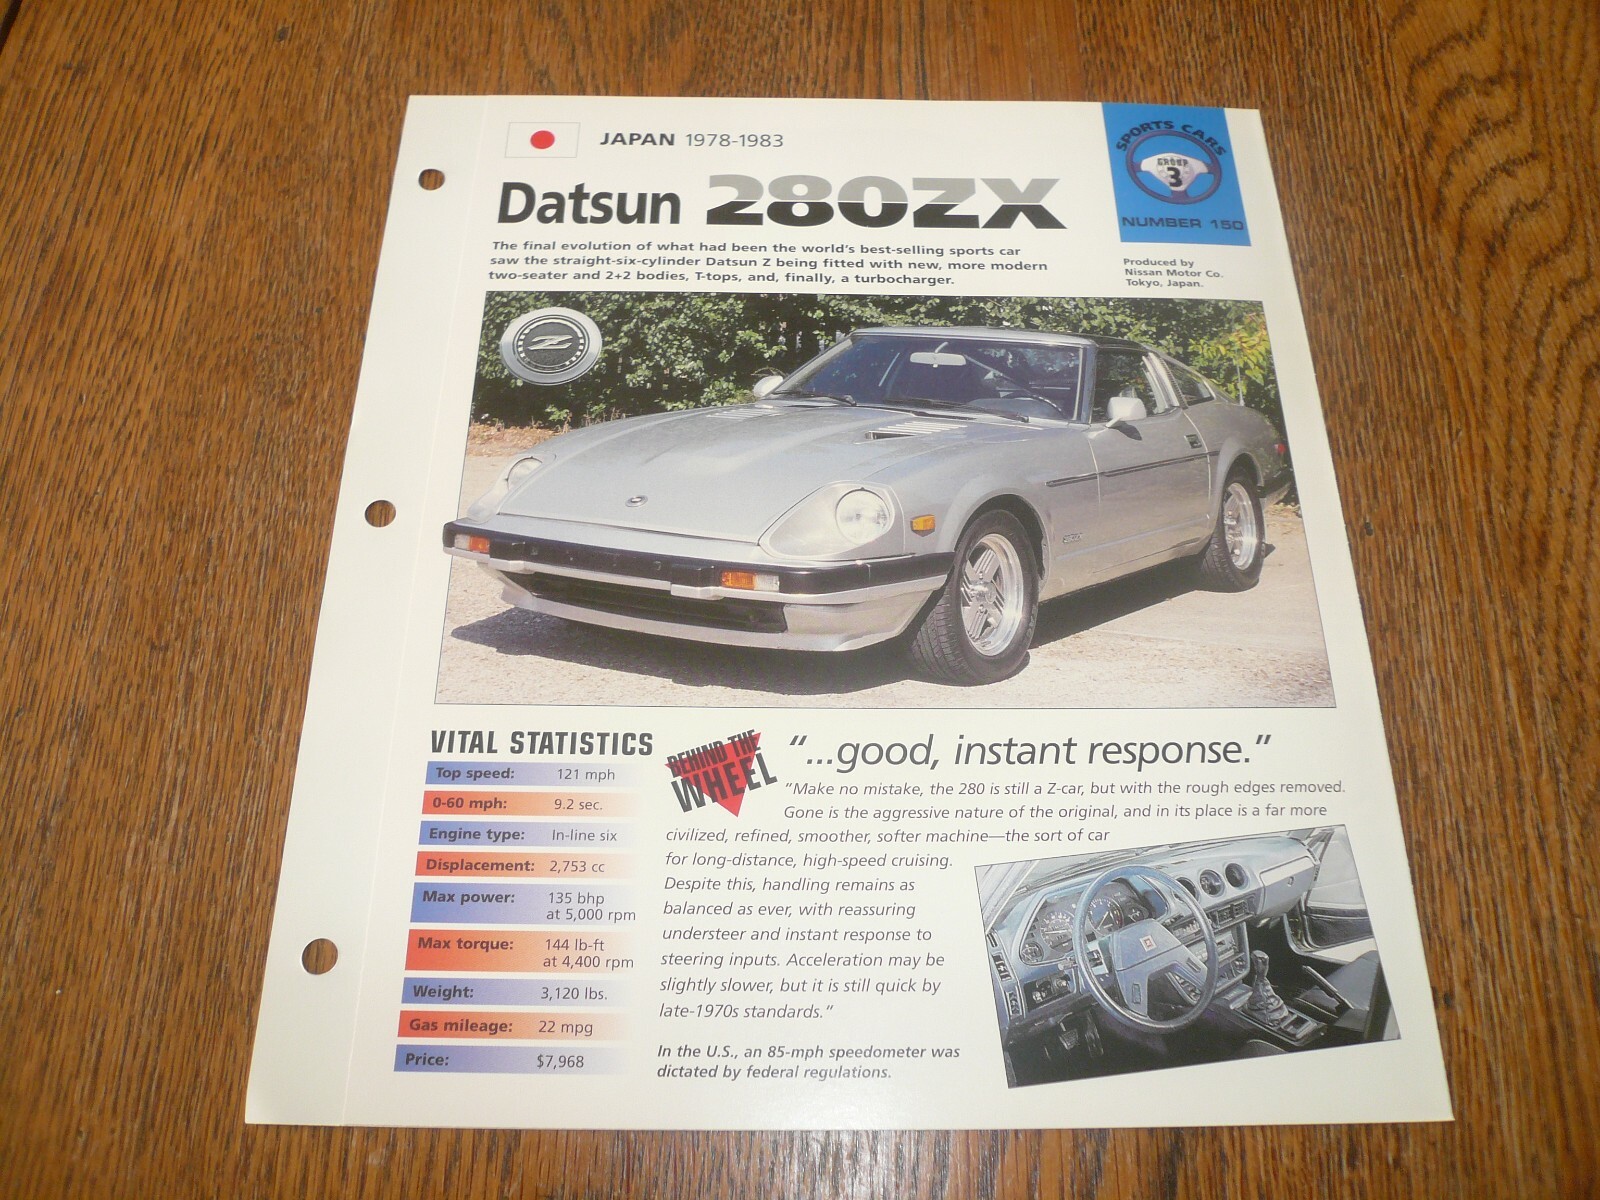 JAPAN 1978-1983
SPORTS CARS
GROUP
3
NUMBER 150
Datsun 280ZX
The final evolution of what had been the world's best-selling sports car
saw the straight-six-cylinder Datsun Z being fitted with new, more modern
two-seater and 2+2 bodies, T-tops, and, finally, a turbocharger.
Produced by
Nissan Motor Co.
Tokyo, Japan.
Z
VITAL STATISTICS
Top speed: 121 mph
0-60 mph: 9.2 sec.
Engine type: In-line six
Displacement: 2,753 cc
Max power: 135 bhp
at 5,000 rpm
Max torque: 144 lb-ft
at 4,400 rpm
Weight: 3,120 lbs.
Gas mileage: 22 mpg
Price: $7,968
BEHIND THE
WHEEL
“...good, instant response.”
“Make no mistake, the 280 is still a Z-car, but with the rough edges removed.
Gone is the aggressive nature of the original, and in its place is a far more
civilized, refined, smoother, softer machine—the sort of car
for long-distance, high-speed cruising.
Despite this, handling remains as
balanced as ever, with reassuring
understeer and instant response to
steering inputs. Acceleration may be
slightly slower, but it is still quick by
late-1970s standards.”
In the U.S., an 85-mph speedometer was
dictated by federal regulations.